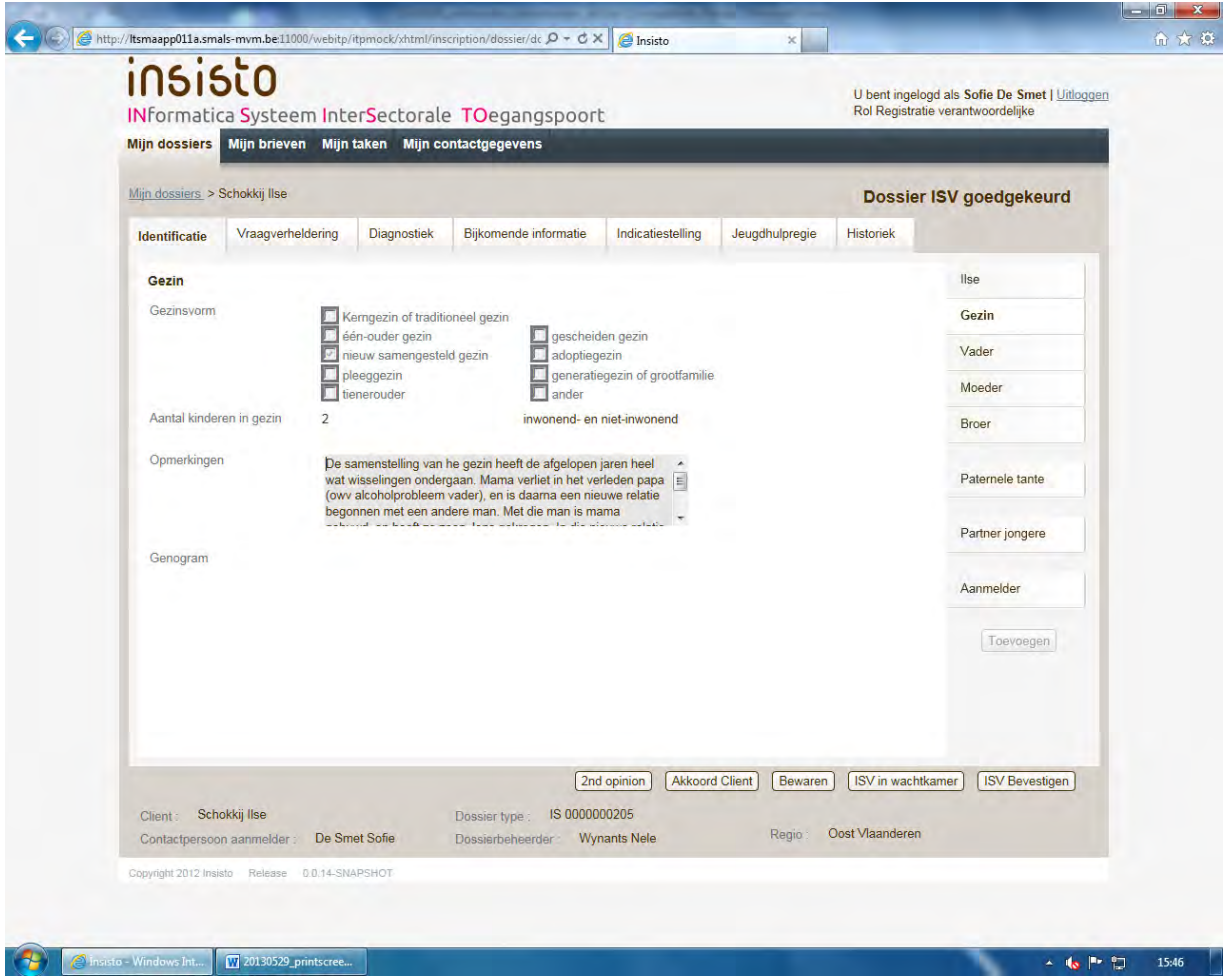 http://ltsmaapp011a.smals-mvm.be:11000/webitp/itpmock/xhtml/inscription/dossier/dc
Insisto
insisto
INformatica Systeem InterSectorale TOegangspoort
U bent ingelogd als Sofie De Smet | Uitloggen
Rol Registratie verantwoordelijke
Mijn dossiers Mijn brieven Mijn taken Mijn contactgegevens
Mijn dossiers > Schokkij Ilse
Dossier ISV goedgekeurd
Identificatie Vraagverheldering Diagnostiek Bijkomende informatie Indicatiestelling Jeugdhulpregie Historiek
Gezin
Gezinsvorm
Kerngezin of traditioneel gezin
één-ouder gezin gescheiden gezin
nieuw samengesteld gezin adoptiegezin
pleeggezin generatiegezin of grootfamilie
tienerouder ander
Aantal kinderen in gezin 2 inwonend- en niet-inwonend
Opmerkingen
De samenstelling van he gezin heeft de afgelopen jaren heel
wat wisselingen ondergaan. Mama verliet in het verleden papa
(owv alcoholprobleem vader), en is daarna een nieuwe relatie
begonnen met een andere man. Met die man is mama
Genogram
Ilse
Gezin
Vader
Moeder
Broer
Paternele tante
Partner jongere
Aanmelder
Toevoegen
2nd opinion Akkoord Client Bewaren ISV in wachtkamer ISV Bevestigen
Client : Schokkij Ilse Dossier type : IS 0000000205
Contactpersoon aanmelder : De Smet Sofie Dossierbeheerder : Wynants Nele Regio : Oost Vlaanderen
Copyright 2012 Insisto Release 0.0.14-SNAPSHOT
Insisto - Windows Int... 20130529_printscree... 15:46